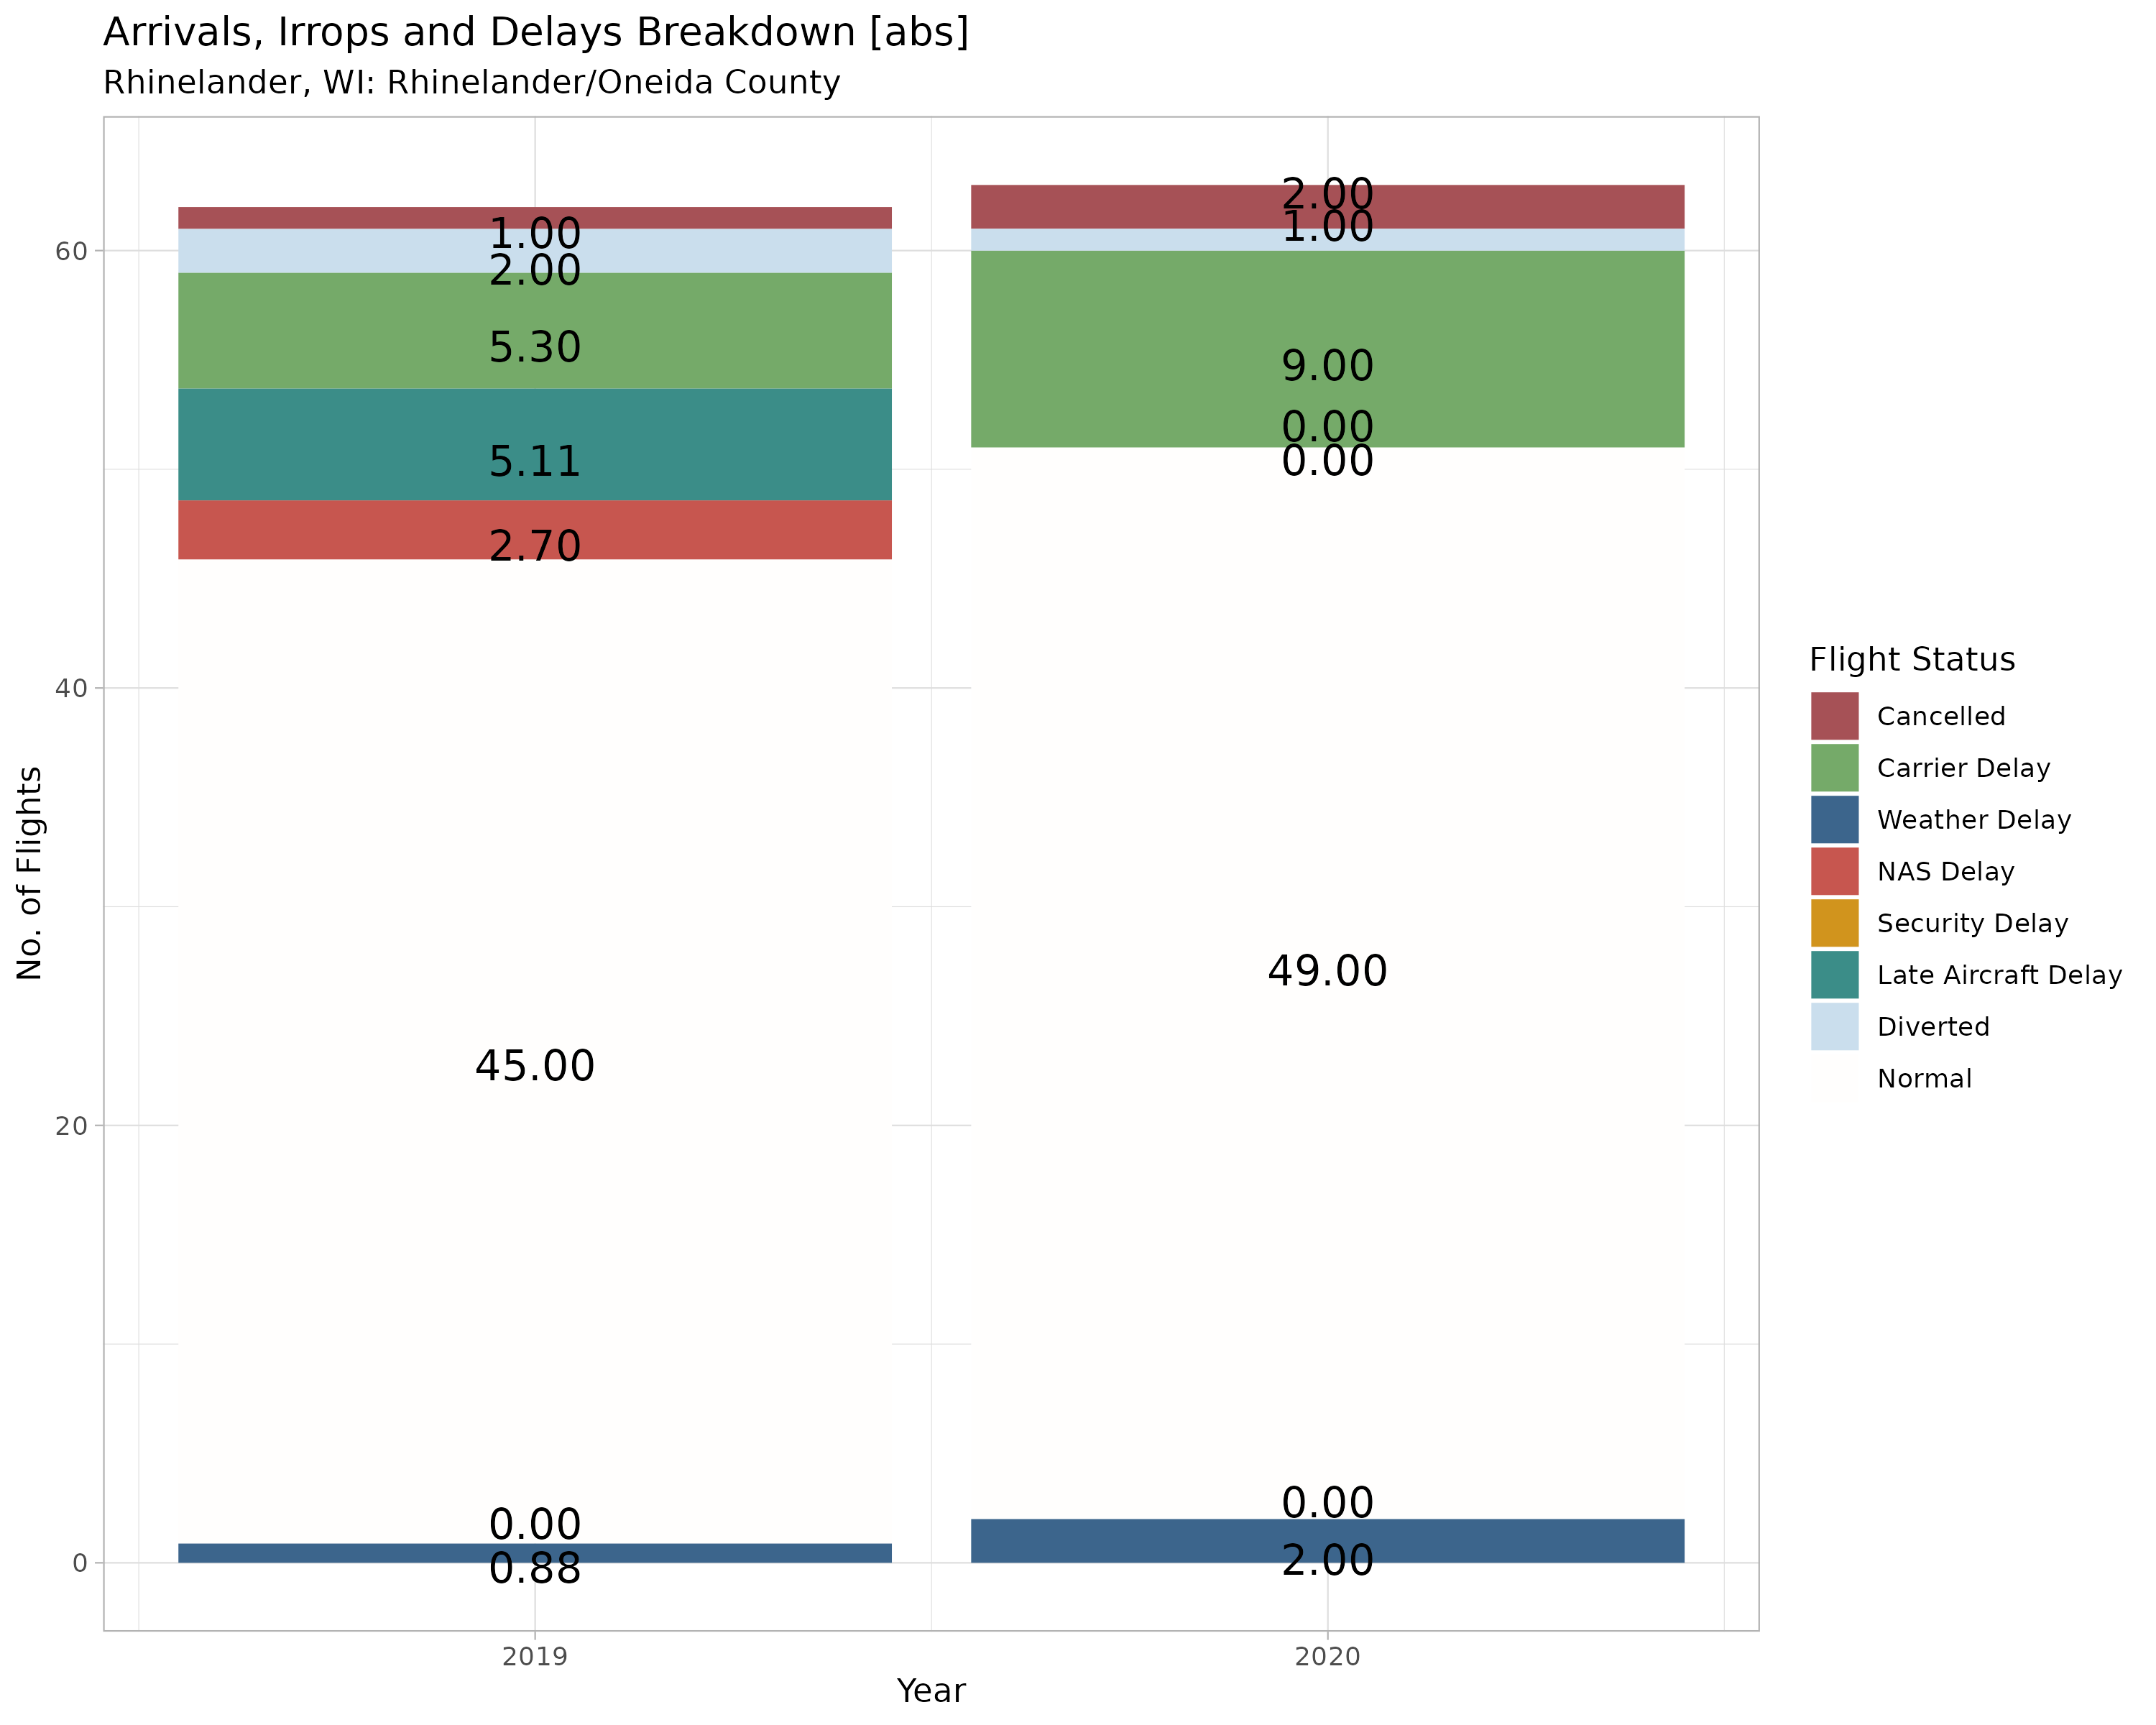 Arrivals, Irrops and Delays Breakdown [abs]
Rhinelander, WI: Rhinelander/Oneida County
No. of Flights
60
40
20
0
1.00
2.00
5.30
5.11
2.70
45.00
0.00
0.88
2.00
1.00
9.00
0.00
0.00
49.00
0.00
2.00
2019
2020
Year
Flight Status
Cancelled
Carrier Delay
Weather Delay
NAS Delay
Security Delay
Late Aircraft Delay
Diverted
Normal